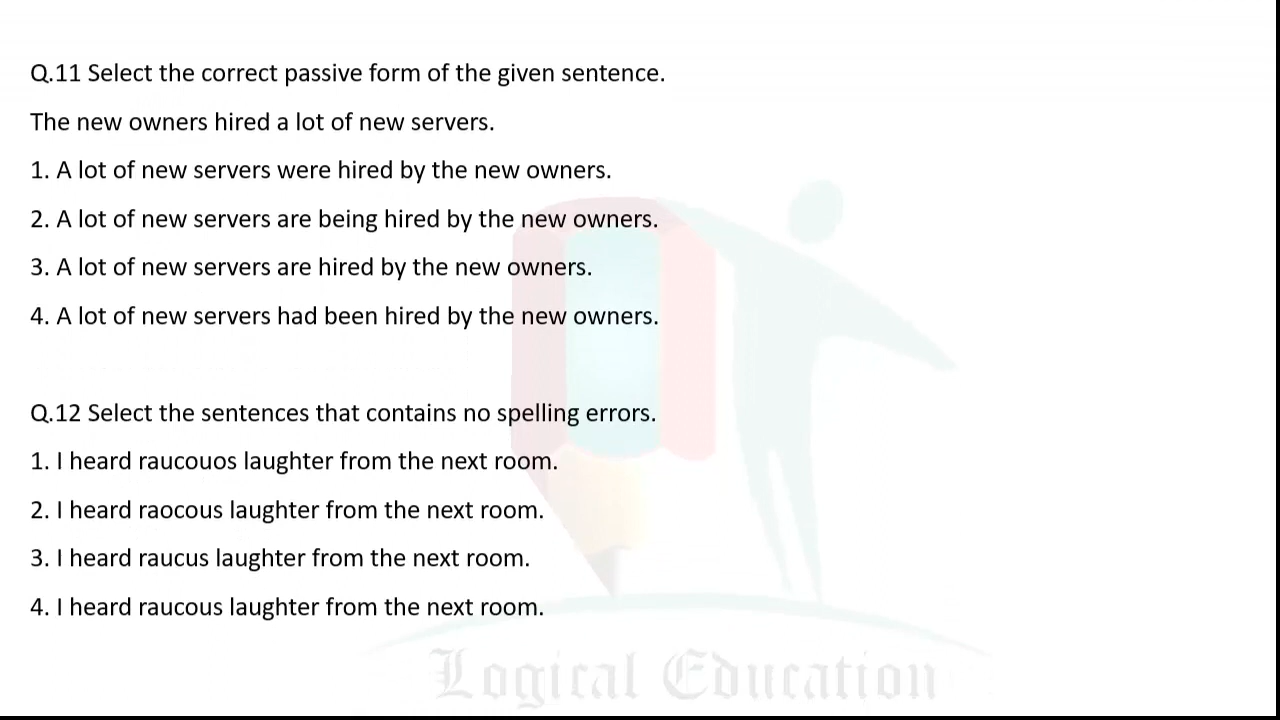 Q.11 Select the correct passive form of the given sentence.
The new owners hired a lot of new servers.
1. A lot of new servers were hired by the new owners.
2. A lot of new servers are being hired by the new owners.
3. A lot of new servers are hired by the new owners.
4. A lot of new servers had been hired by the new owners.
Q.12 Select the sentences that contains no spelling errors.
1. I heard raucouos laughter from the next room.
2. I heard raocous laughter from the next room.
3. I heard raucus laughter from the next room.
4. I heard raucous laughter from the next room.
Logical Education